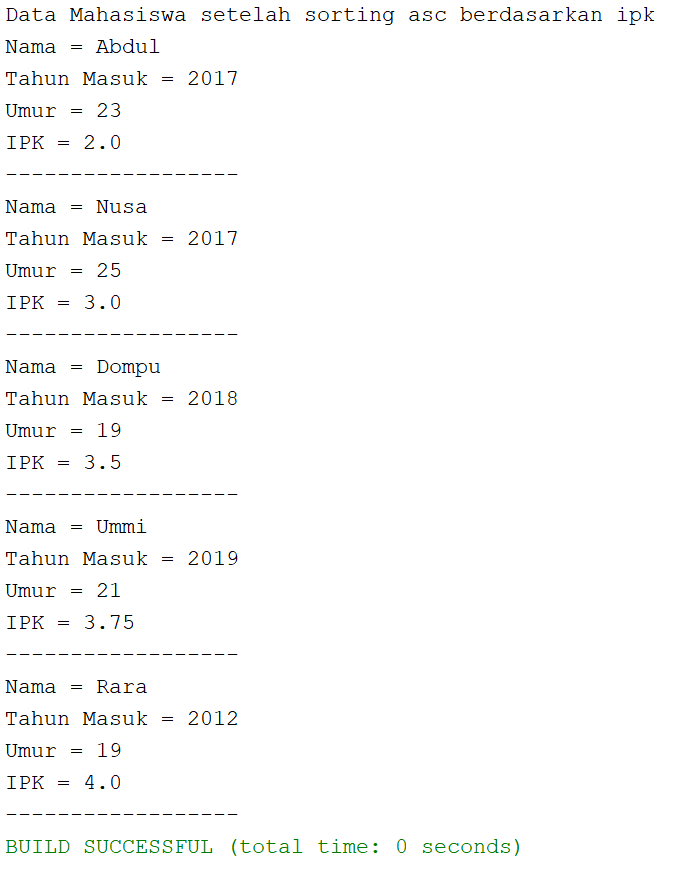 Data Mahasiswa setelah sorting asc berdasarkan ipk
Nama = Abdul
Tahun Masuk = 2017
Umur = 23
IPK = 2.0
------------------
Nama = Nusa
Tahun Masuk = 2017
Umur = 25
IPK = 3.0
------------------
Nama = Dompu
Tahun Masuk = 2018
Umur = 19
IPK = 3.5
------------------
Nama = Ummi
Tahun Masuk = 2019
Umur = 21
IPK = 3.75
------------------
Nama = Rara
Tahun Masuk = 2012
Umur = 19
IPK = 4.0
------------------
BUILD SUCCESSFUL (total time: 0 seconds)